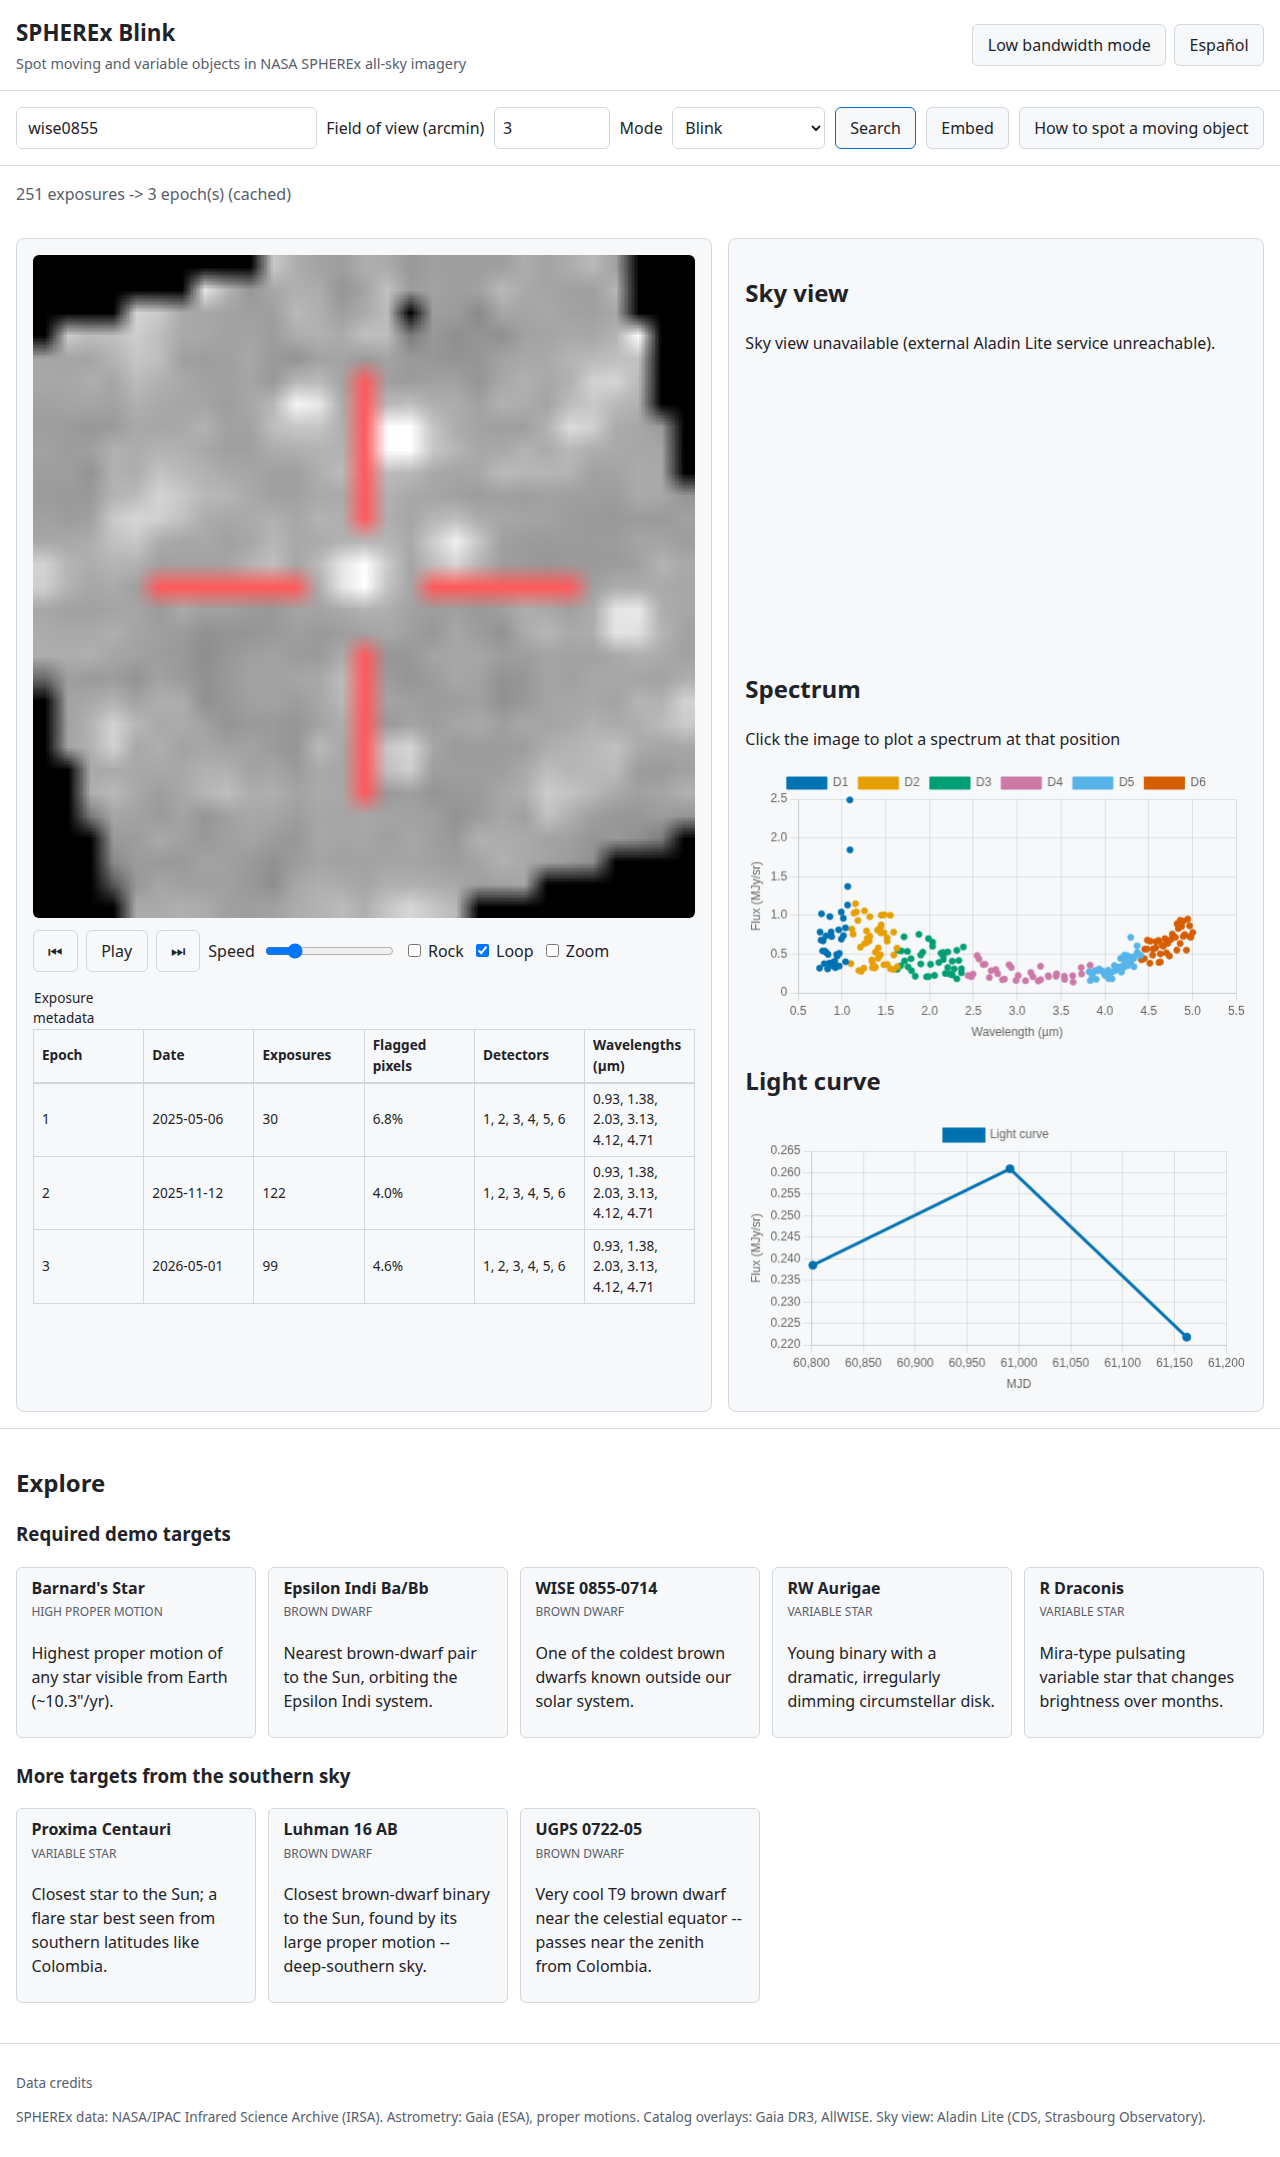 SPHEREx Blink
Spot moving and variable objects in NASA SPHEREx all-sky imagery
Low bandwidth mode
Español
wise0855
Field of view (arcmin)
3
Mode
Blink
Search
Embed
How to spot a moving object
251 exposures -> 3 epoch(s) (cached)
⏮
Play
⏭
Speed
Rock
Loop
Zoom
Exposure
metadata
Epoch Date Exposures Flagged pixels Detectors Wavelengths (μm)
1 2025-05-06 30 6.8% 1, 2, 3, 4, 5, 6 0.93, 1.38, 2.03, 3.13, 4.12, 4.71
2 2025-11-12 122 4.0% 1, 2, 3, 4, 5, 6 0.93, 1.38, 2.03, 3.13, 4.12, 4.71
3 2026-05-01 99 4.6% 1, 2, 3, 4, 5, 6 0.93, 1.38, 2.03, 3.13, 4.12, 4.71
Sky view
Sky view unavailable (external Aladin Lite service unreachable).
Spectrum
Click the image to plot a spectrum at that position
D1 D2 D3 D4 D5 D6
Flux (MJy/sr)
2.5
2.0
1.5
1.0
0.5
0
0.5 1.0 1.5 2.0 2.5 3.0 3.5 4.0 4.5 5.0 5.5
Wavelength (μm)
Light curve
Light curve
Flux (MJy/sr)
0.265
0.260
0.255
0.250
0.245
0.240
0.235
0.230
0.225
0.220
60,800 60,850 60,900 60,950 61,000 61,050 61,100 61,150 61,200
MJD
Explore
Required demo targets
Barnard's Star
HIGH PROPER MOTION
Highest proper motion of
any star visible from Earth
(~10.3"/yr).
Epsilon Indi Ba/Bb
BROWN DWARF
Nearest brown-dwarf pair
to the Sun, orbiting the
Epsilon Indi system.
WISE 0855-0714
BROWN DWARF
One of the coldest brown
dwarfs known outside our
solar system.
RW Aurigae
VARIABLE STAR
Young binary with a
dramatic, irregularly
dimming circumstellar disk.
R Draconis
VARIABLE STAR
Mira-type pulsating
variable star that changes
brightness over months.
More targets from the southern sky
Proxima Centauri
VARIABLE STAR
Closest star to the Sun; a
flare star best seen from
southern latitudes like
Colombia.
Luhman 16 AB
BROWN DWARF
Closest brown-dwarf binary
to the Sun, found by its
large proper motion --
deep-southern sky.
UGPS 0722-05
BROWN DWARF
Very cool T9 brown dwarf
near the celestial equator --
passes near the zenith
from Colombia.
Data credits
SPHEREx data: NASA/IPAC Infrared Science Archive (IRSA). Astrometry: Gaia (ESA), proper motions. Catalog overlays: Gaia DR3, AllWISE. Sky view: Aladin Lite (CDS, Strasbourg Observatory).